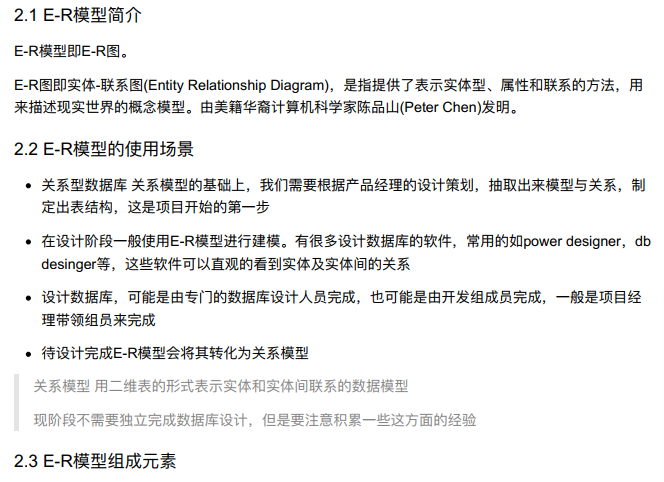 2.1 E-R模型简介
E-R模型即E-R图。
E-R图即实体-联系图(Entity Relationship Diagram)，是指提供了表示实体型、属性和联系的方法，用
来描述现实世界的概念模型。由美籍华裔计算机科学家陈品山(Peter Chen)发明。
2.2 E-R模型的使用场景
• 关系型数据库 关系模型的基础上，我们需要根据产品经理的设计策划，抽取出来模型与关系，制
定出表结构，这是项目开始的第一步
• 在设计阶段一般使用E-R模型进行建模。有很多设计数据库的软件，常用的如power designer，db
desinger等，这些软件可以直观的看到实体及实体间的关系
• 设计数据库，可能是由专门的数据库设计人员完成，也可能是由开发组成员完成，一般是项目经
理带领组员来完成
• 待设计完成E-R模型会将其转化为关系模型
关系模型 用二维表的形式表示实体和实体间联系的数据模型
现阶段不需要独立完成数据库设计，但是要注意积累一些这方面的经验
2.3 E-R模型组成元素